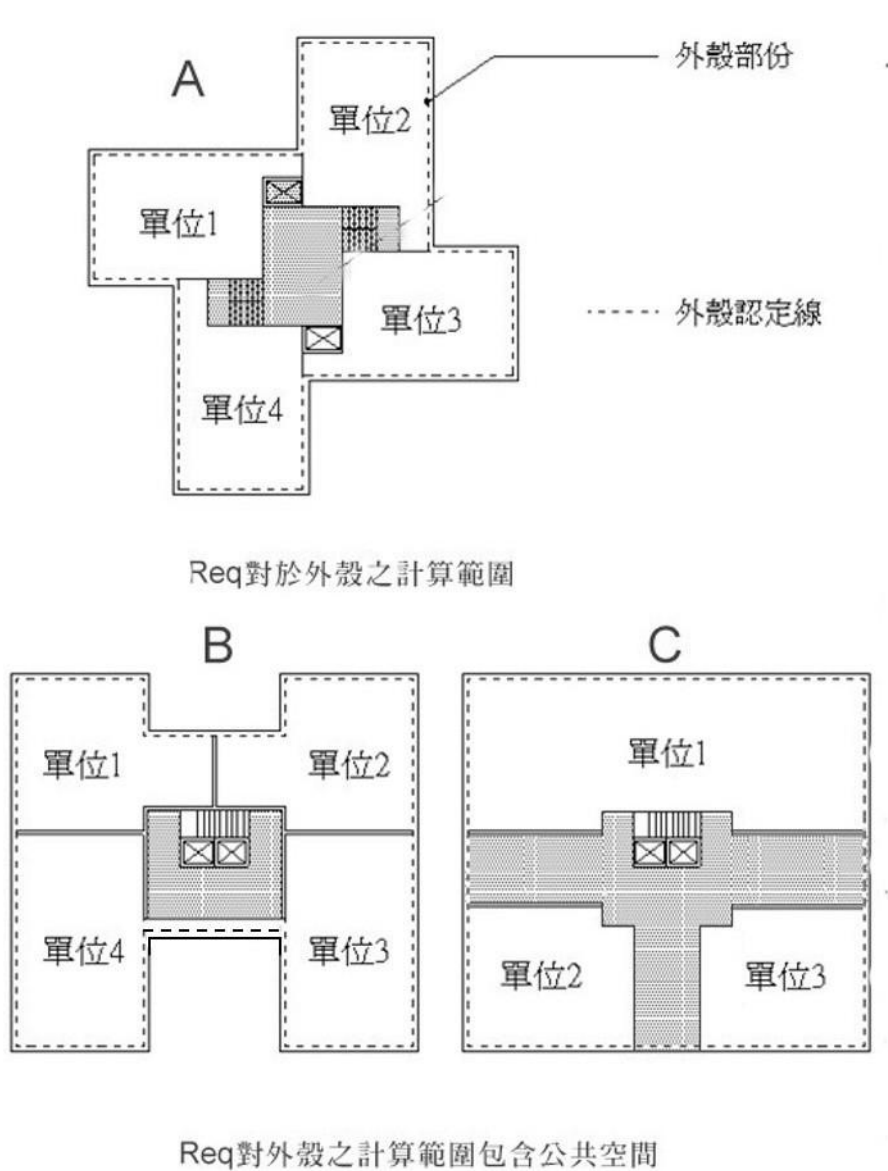 A
外殼部份
單位2
單位1
單位3
外殼認定線
單位4
Req對於外殼之計算範圍
B
C
單位1
單位2
單位1
單位4
單位3
單位2
單位3
Req對外殼之計算範圍包含公共空間